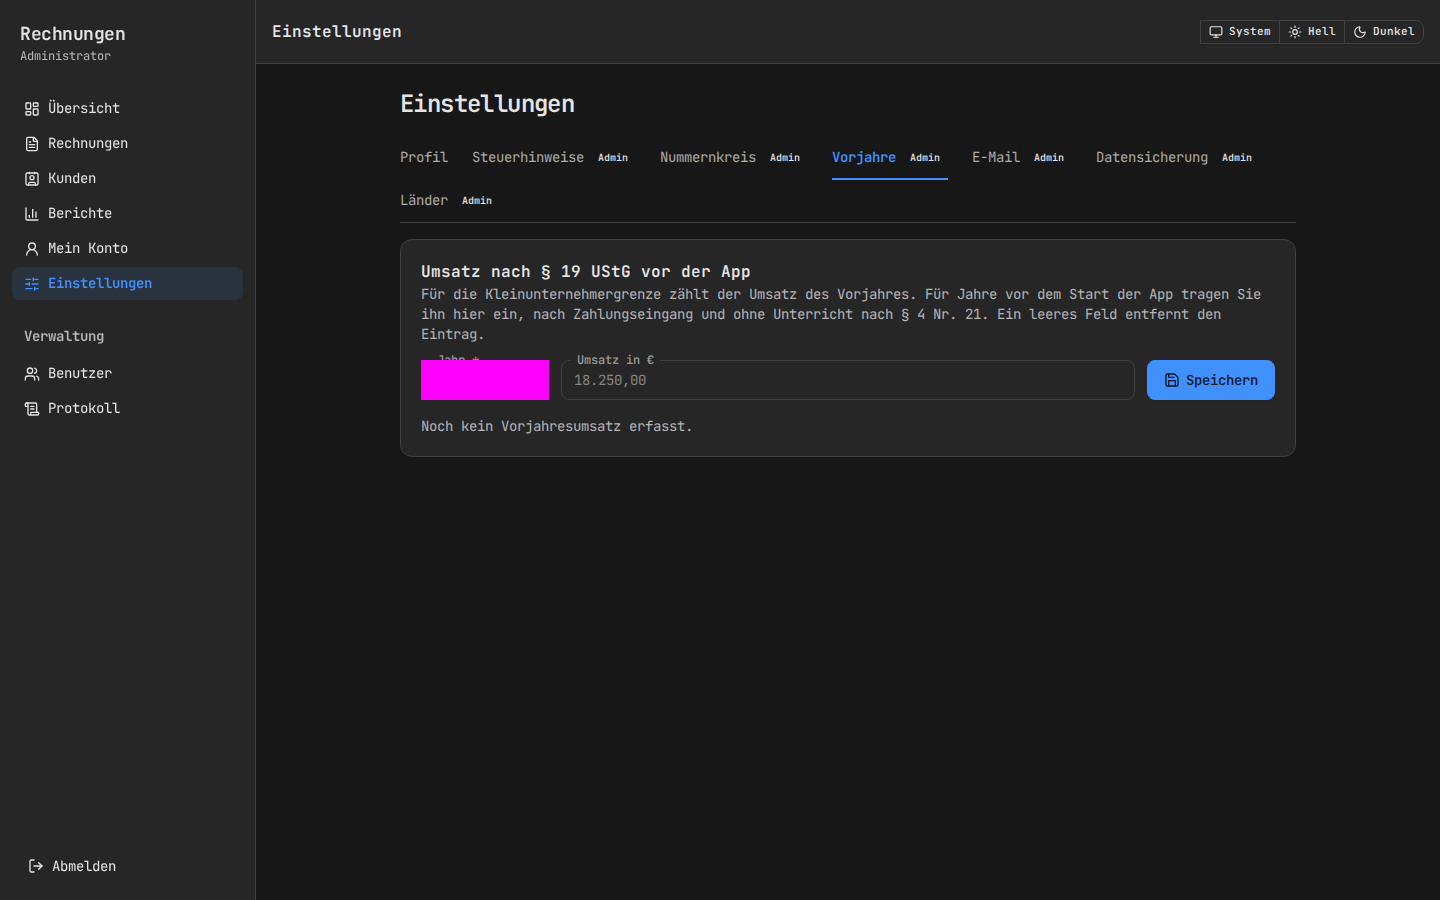 Rechnungen
Administrator
Übersicht
Rechnungen
Kunden
Berichte
Mein Konto
Einstellungen
Verwaltung
Benutzer
Protokoll
Abmelden
Einstellungen
System
Hell
Dunkel
Einstellungen
Profil
Steuerhinweise Admin
Nummernkreis Admin
Vorjahre Admin
E-Mail Admin
Datensicherung Admin
Länder Admin
Umsatz nach § 19 UStG vor der App
Für die Kleinunternehmergrenze zählt der Umsatz des Vorjahres. Für Jahre vor dem Start der App tragen Sie
ihn hier ein, nach Zahlungseingang und ohne Unterricht nach § 4 Nr. 21. Ein leeres Feld entfernt den
Eintrag.
Umsatz in €
18.250,00
Speichern
Noch kein Vorjahresumsatz erfasst.